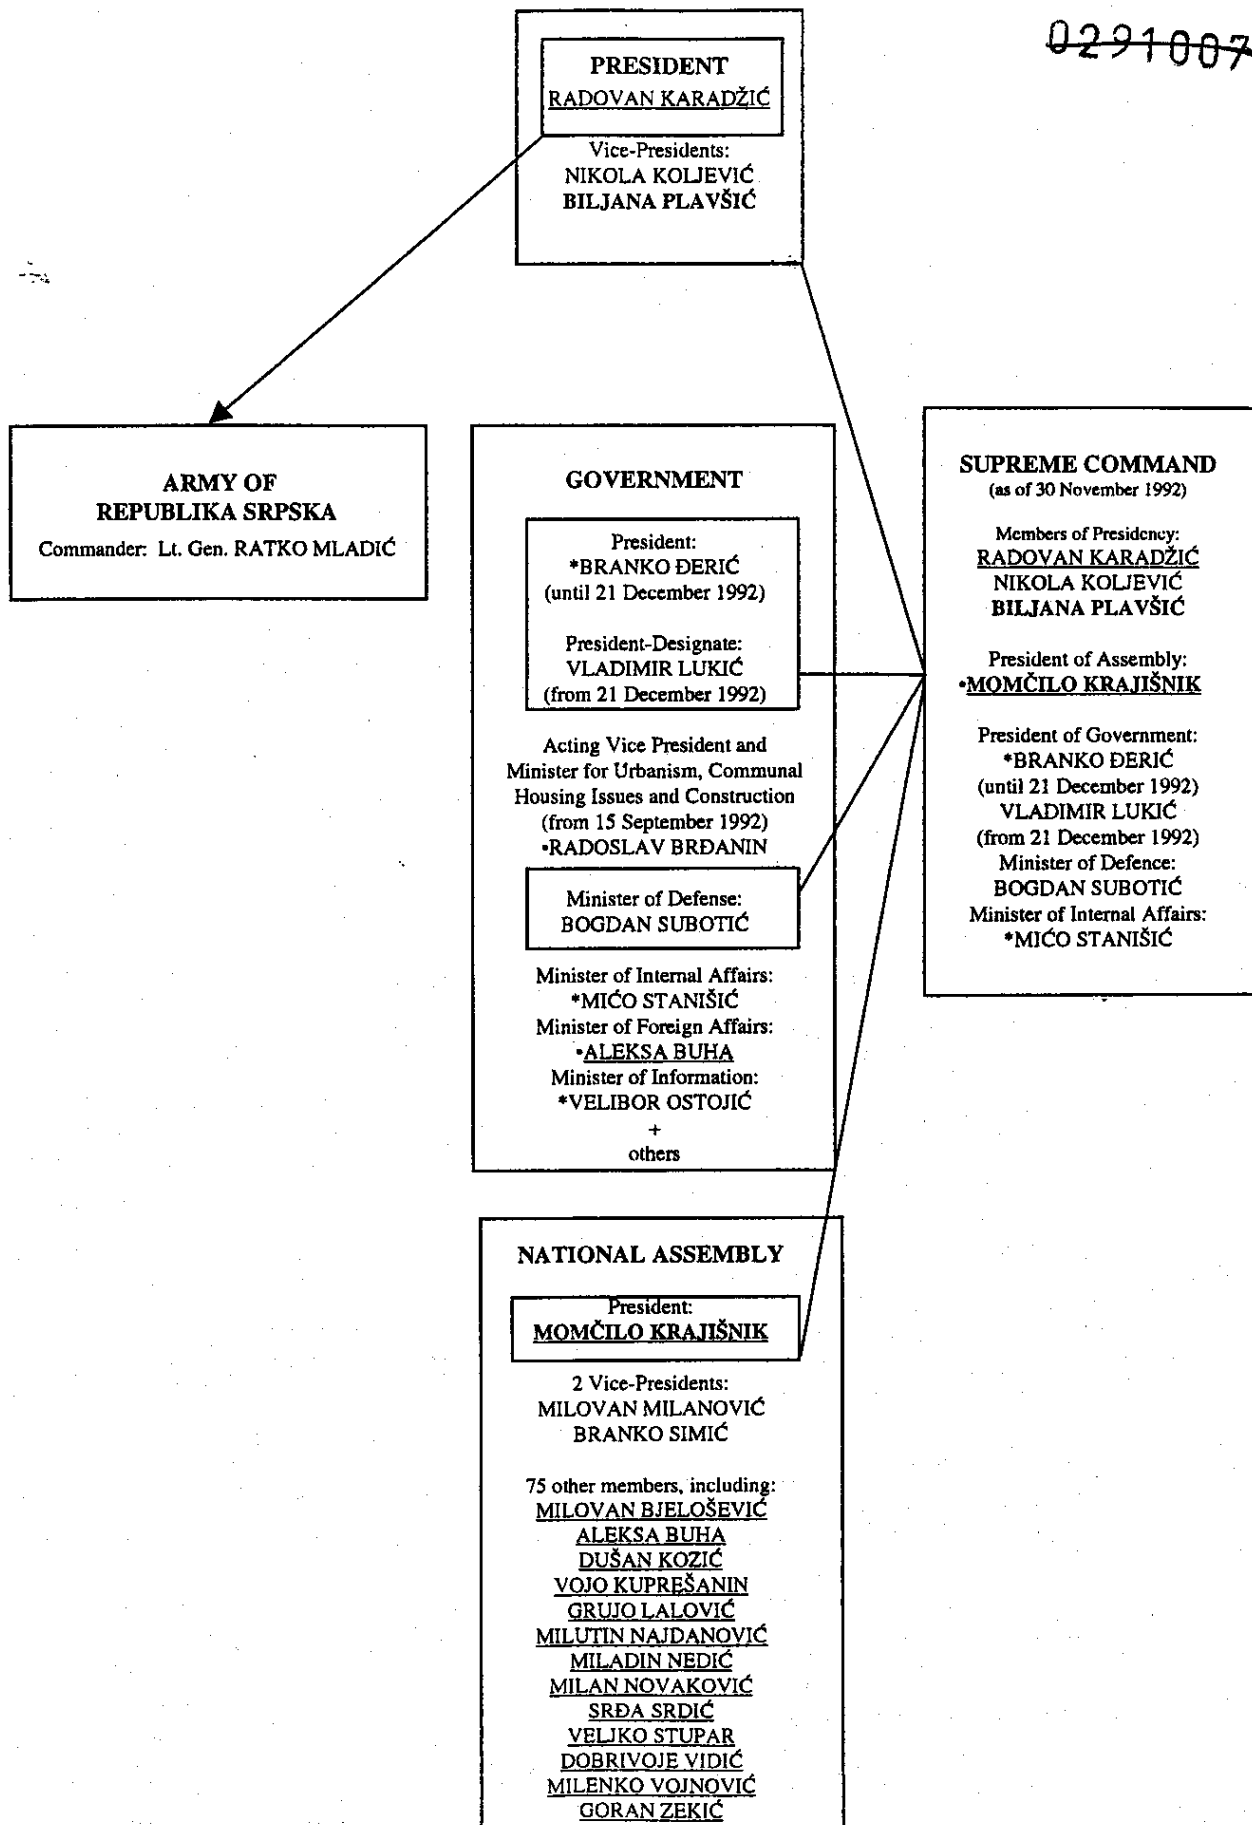 0291007
PRESIDENT
RADOVAN KARADŽIĆ
Vice-Presidents:
NIKOLA KOLJEVIĆ
BILJANA PLAVŠIĆ
ARMY OF
REPUBLIKA SRPSKA
Commander: Lt. Gen. RATKO MLADIĆ
GOVERNMENT
President:
*BRANKO ĐERIĆ
(until 21 December 1992)
President-Designate:
VLADIMIR LUKIĆ
(from 21 December 1992)
Acting Vice President and
Minister for Urbanism, Communal
Housing Issues and Construction
(from 15 September 1992)
•RADOSLAV BRĐANIN
Minister of Defense:
BOGDAN SUBOTIĆ
Minister of Internal Affairs:
*MIĆO STANIŠIĆ
Minister of Foreign Affairs:
•ALEKSA BUHA
Minister of Information:
*VELIBOR OSTOJIĆ
+
others
SUPREME COMMAND
(as of 30 November 1992)
Members of Presidency:
RADOVAN KARADŽIĆ
NIKOLA KOLJEVIĆ
BILJANA PLAVŠIĆ
President of Assembly:
•MOMČILO KRAJIŠNIK
President of Government:
*BRANKO ĐERIĆ
(until 21 December 1992)
VLADIMIR LUKIĆ
(from 21 December 1992)
Minister of Defence:
BOGDAN SUBOTIĆ
Minister of Internal Affairs:
*MIĆO STANIŠIĆ
NATIONAL ASSEMBLY
President:
MOMČILO KRAJIŠNIK
2 Vice-Presidents:
MILOVAN MILANOVIĆ
BRANKO SIMIĆ
75 other members, including:
MILOVAN BJELOŠEVIĆ
ALEKSA BUHA
DUŠAN KOZIĆ
VOJO KUPREŠANIN
GRUJO LALOVIĆ
MILUTIN NAJDANOVIĆ
MILADIN NEDIĆ
MILAN NOVAKOVIĆ
SRĐA SRDIĆ
VELJKO STUPAR
DOBRIVOJE VIDIĆ
MILENKO VOJNOVIĆ
GORAN ZEKIĆ